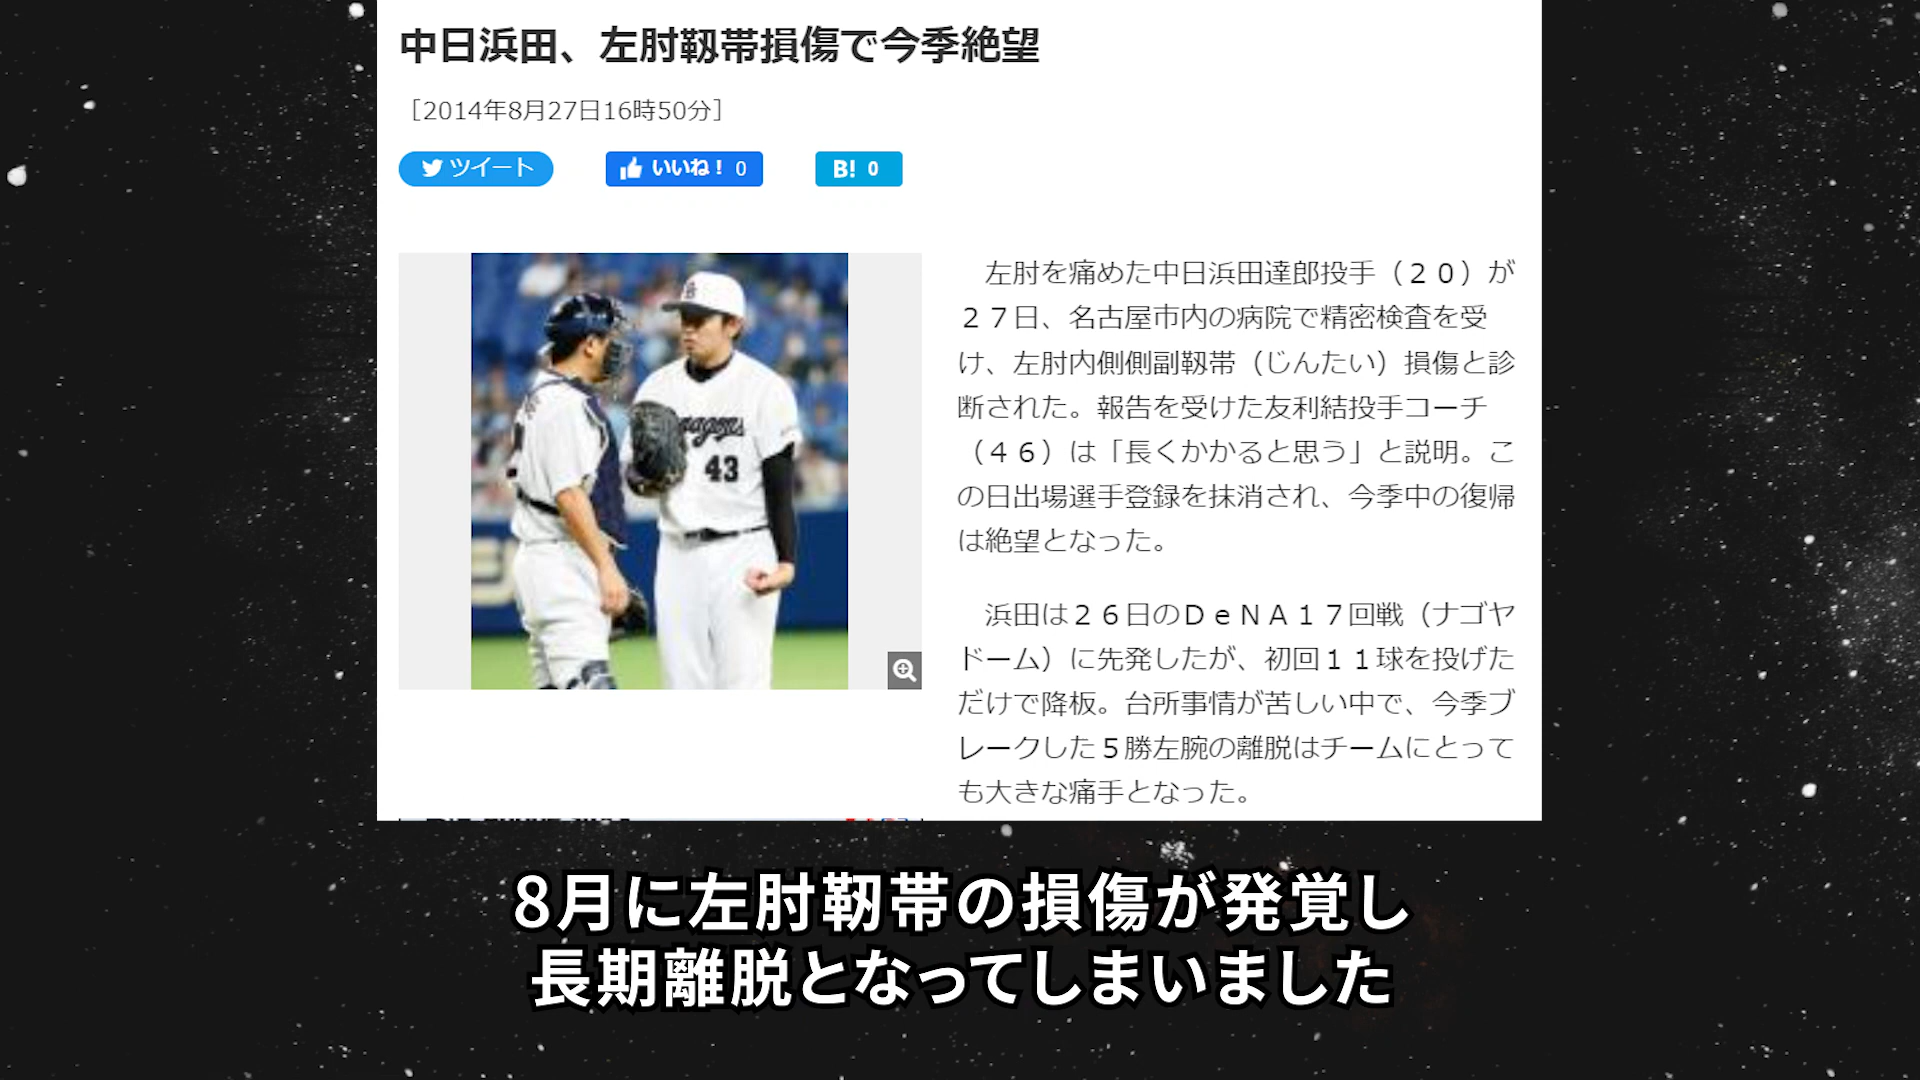 中日浜田、左肘靱帯損傷で今季絶望
［2014年8月27日16時50分］
ツイート
いいね！ 0
B! 0
左肘を痛めた中日浜田達郎投手（２０）が
２７日、名古屋市内の病院で精密検査を受
け、左肘内側側副靱帯（じんたい）損傷と診
断された。報告を受けた友利結投手コーチ
（４６）は「長くかかると思う」と説明。こ
の日出場選手登録を抹消され、今季中の復帰
は絶望となった。
浜田は２６日のＤｅＮＡ１７回戦（ナゴヤ
ドーム）に先発したが、初回１１球を投げた
だけで降板。台所事情が苦しい中で、今季ブ
レークした５勝左腕の離脱はチームにとって
も大きな痛手となった。
43
8月に左肘靭帯の損傷が発覚し
長期離脱となってしまいました